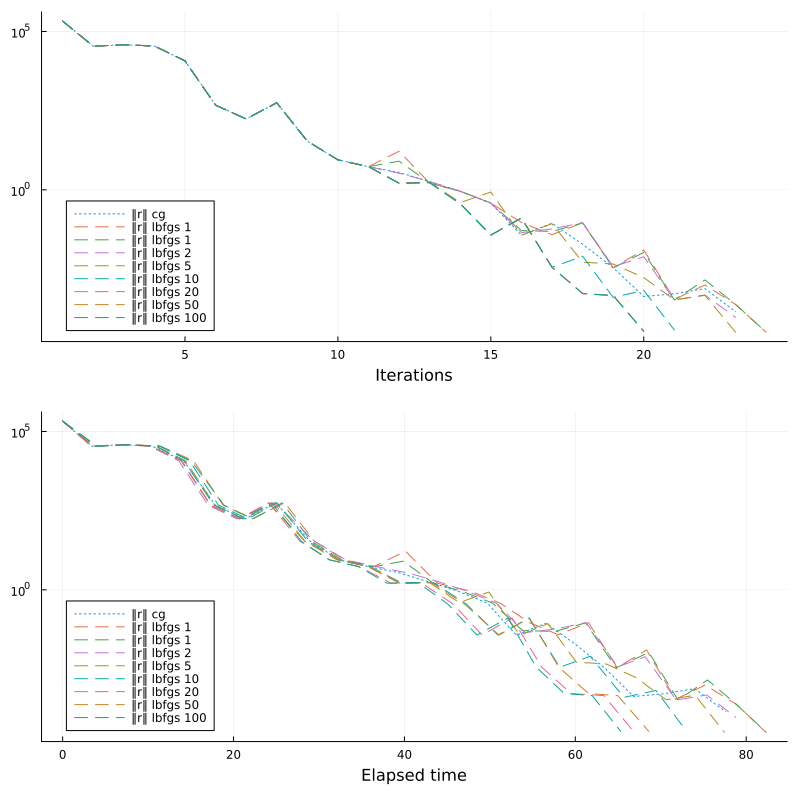 10^5
10^0
‖r‖ cg
‖r‖ lbfgs 1
‖r‖ lbfgs 1
‖r‖ lbfgs 2
‖r‖ lbfgs 5
‖r‖ lbfgs 10
‖r‖ lbfgs 20
‖r‖ lbfgs 50
‖r‖ lbfgs 100
5 10 15 20
Iterations
10^5
10^0
‖r‖ cg
‖r‖ lbfgs 1
‖r‖ lbfgs 1
‖r‖ lbfgs 2
‖r‖ lbfgs 5
‖r‖ lbfgs 10
‖r‖ lbfgs 20
‖r‖ lbfgs 50
‖r‖ lbfgs 100
0 20 40 60 80
Elapsed time